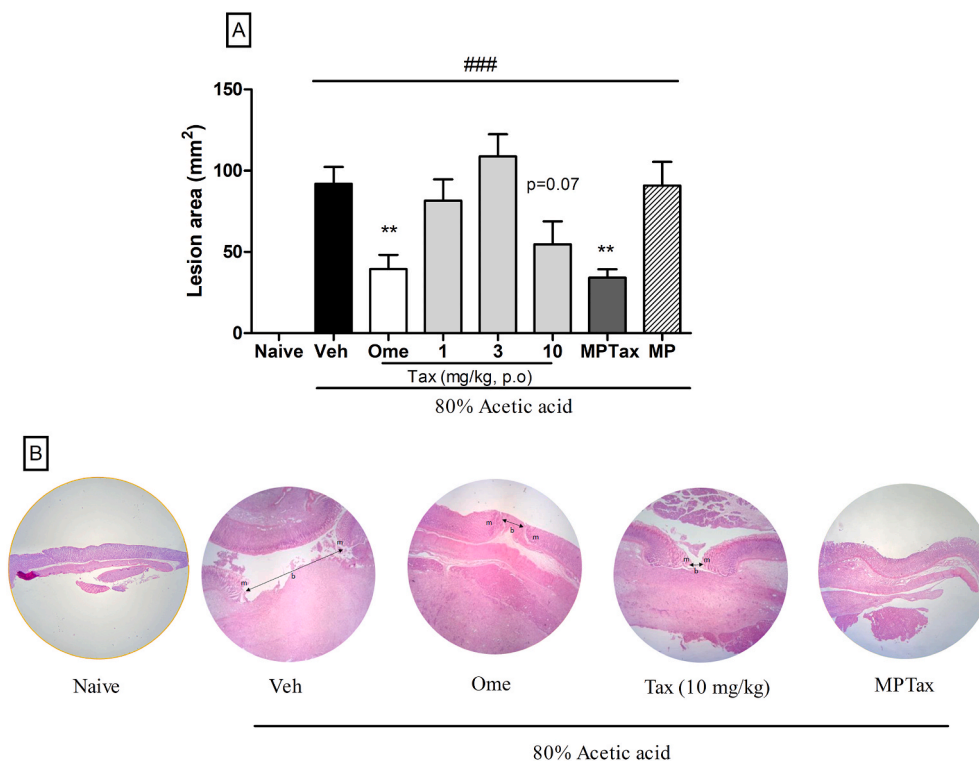 A
###
150
100
50
0
Lesion area (mm²)
p=0.07
**
**
Naive Veh Ome 1 3 10 MPTax MP
Tax (mg/kg, p.o)
80% Acetic acid
B
m b m
m b m
m b m
Naive Veh Ome Tax (10 mg/kg) MPTax
80% Acetic acid